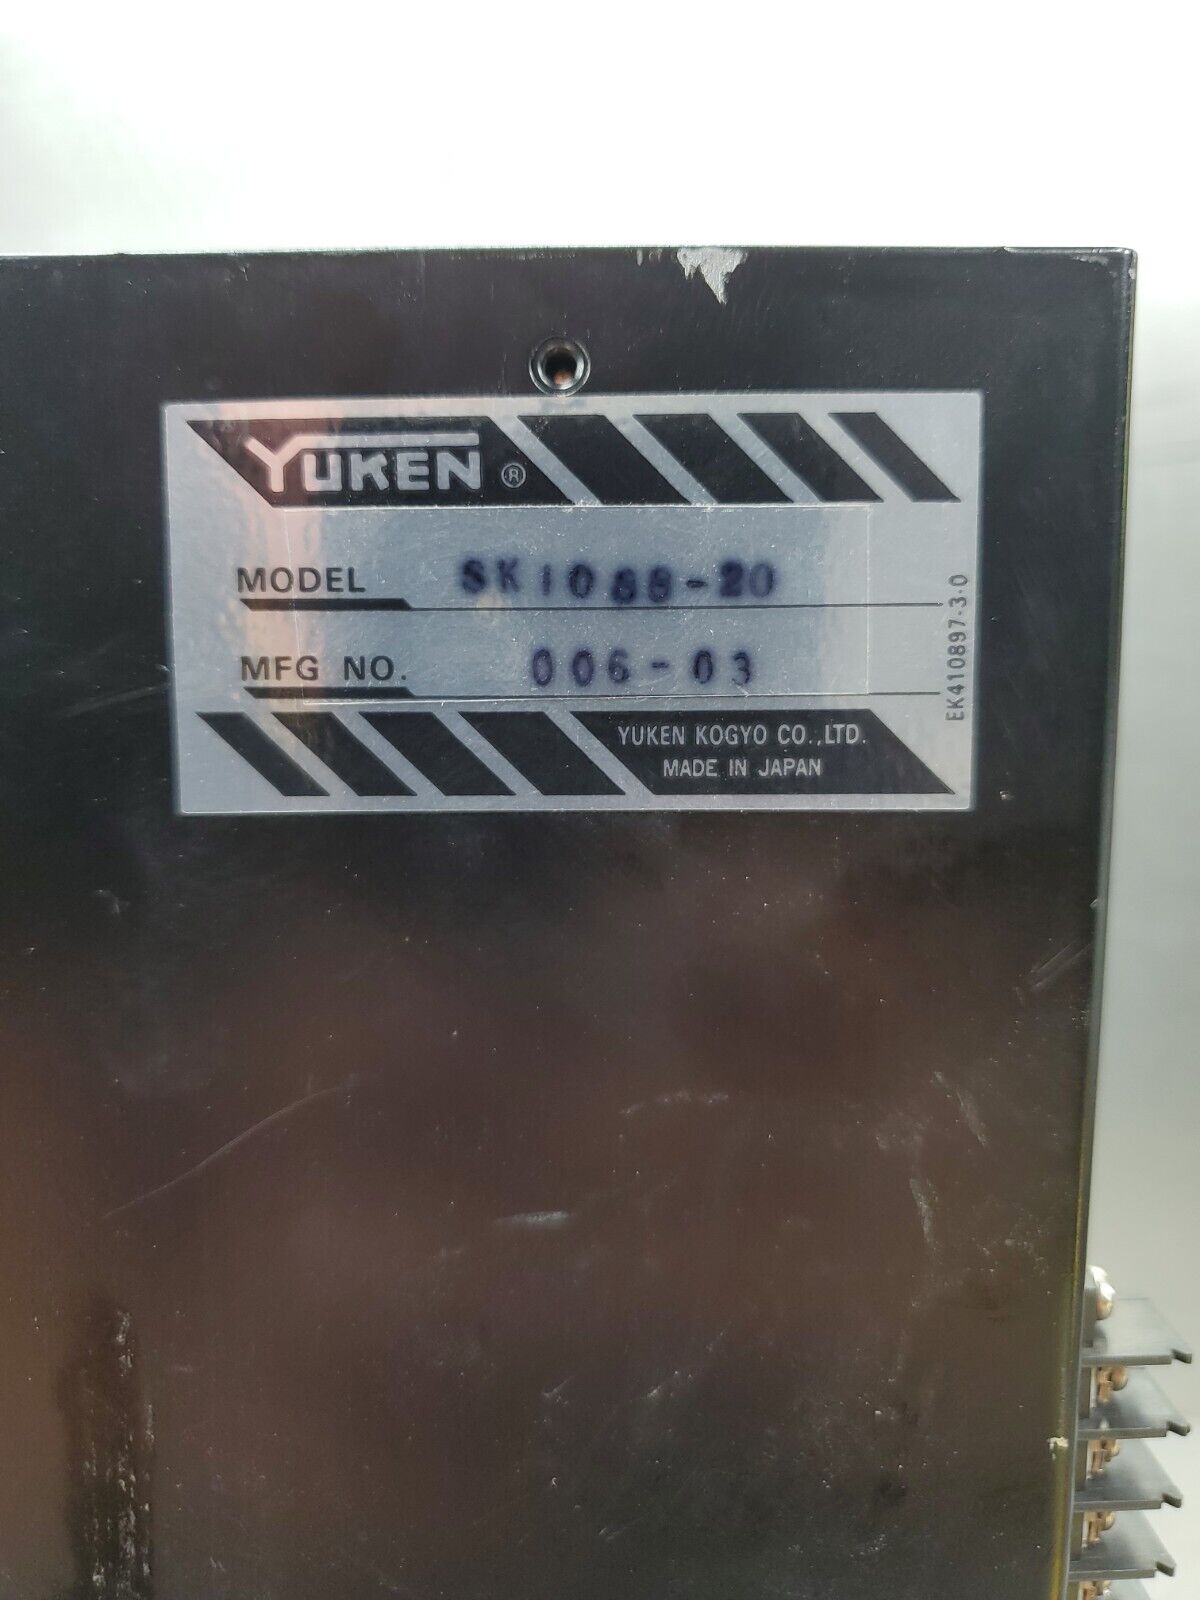 YUKEN ®
MODEL SK1088-20
MFG NO. 006-03
EK410897-3-0
YUKEN KOGYO CO.,LTD.
MADE IN JAPAN